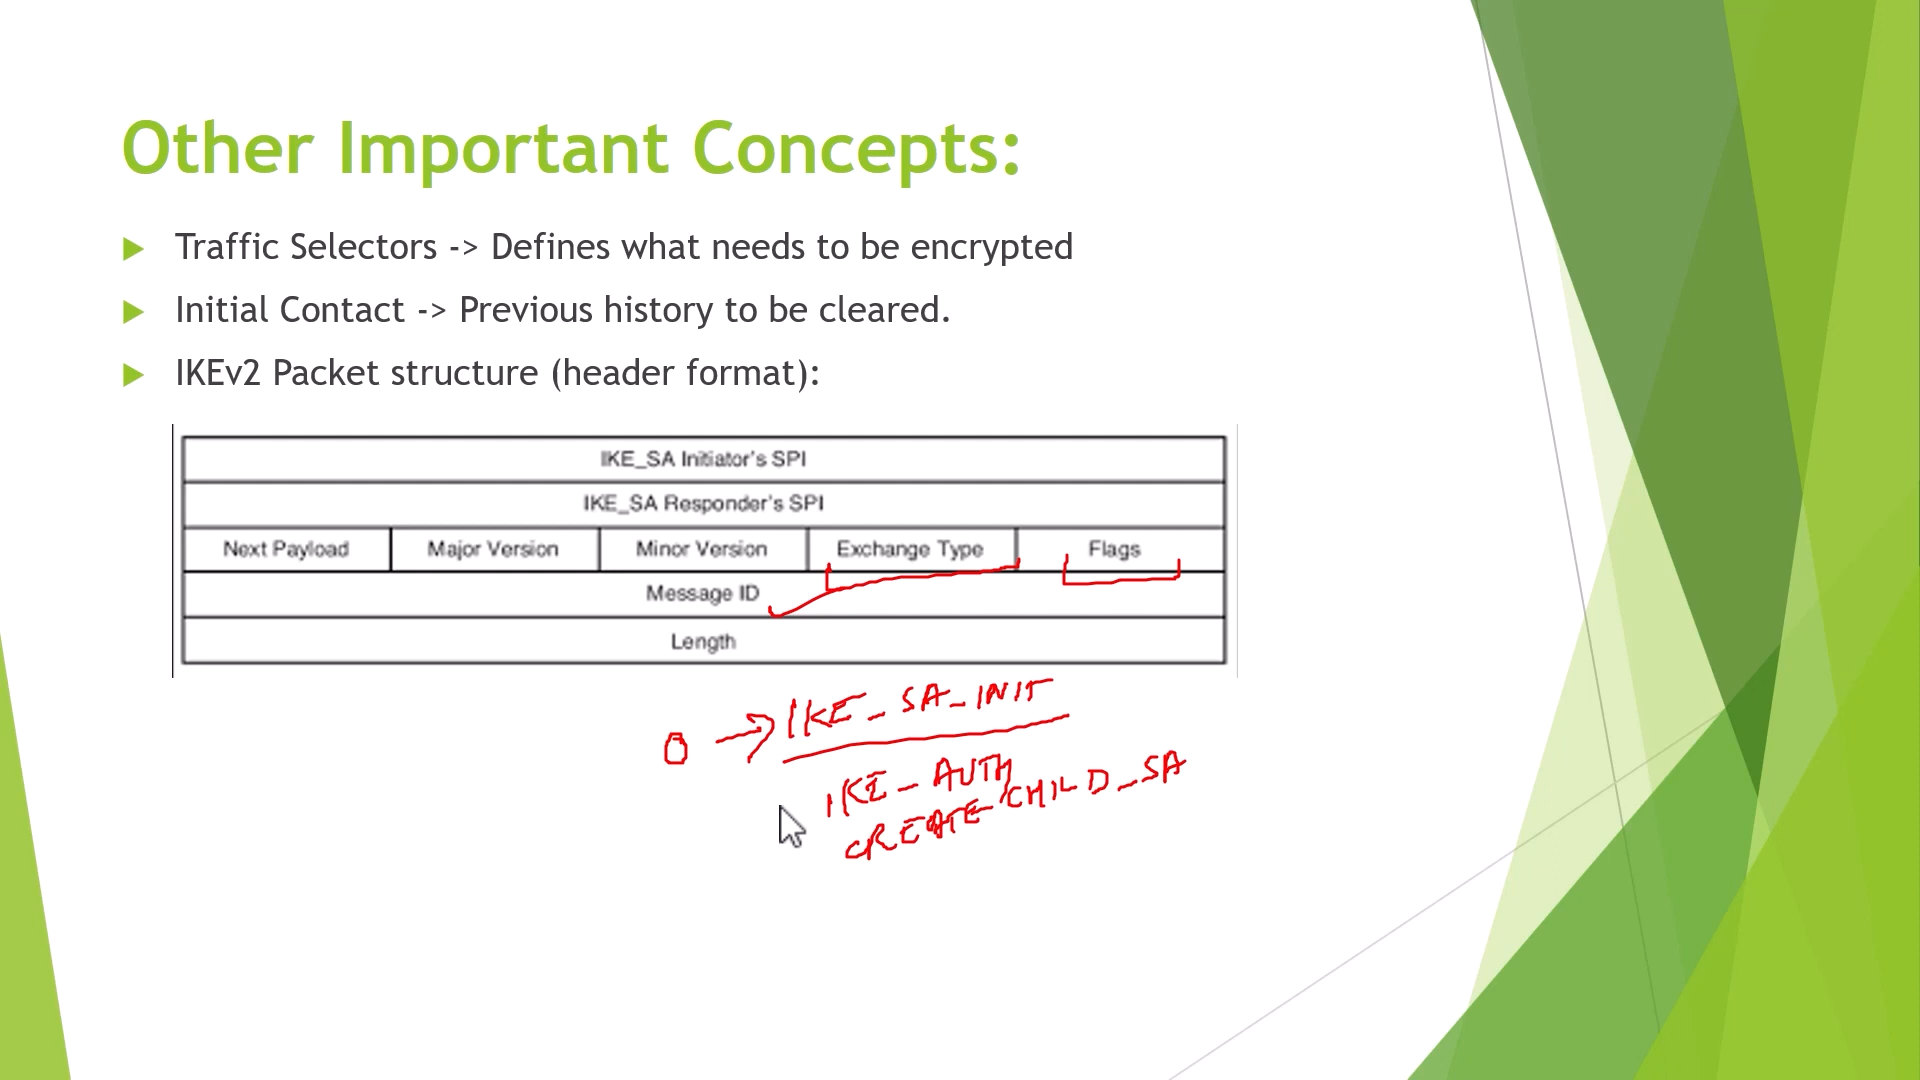 Other Important Concepts:
Traffic Selectors -> Defines what needs to be encrypted
Initial Contact -> Previous history to be cleared.
IKEv2 Packet structure (header format):
IKE_SA Initiator's SPI
IKE_SA Responder's SPI
Next Payload Major Version Minor Version Exchange Type Flags
Message ID
Length
0 -> IKE_SA_INIT
IKE_AUTH
CREATE CHILD_SA